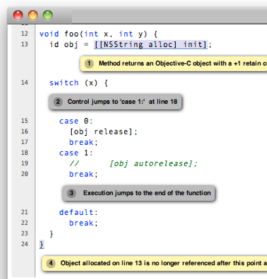 12 void foo(int x, int y) {
13 id obj = [[NSString alloc] init];
1 Method returns an Objective-C object with a +1 retain c
14 switch (x) {
2 Control jumps to 'case 1:' at line 18
15 case 0:
16 [obj release];
17 break;
18 case 1:
19 // [obj autorelease];
20 break;
3 Execution jumps to the end of the function
21 default:
22 break;
23 }
24 }
4 Object allocated on line 13 is no longer referenced after this point a